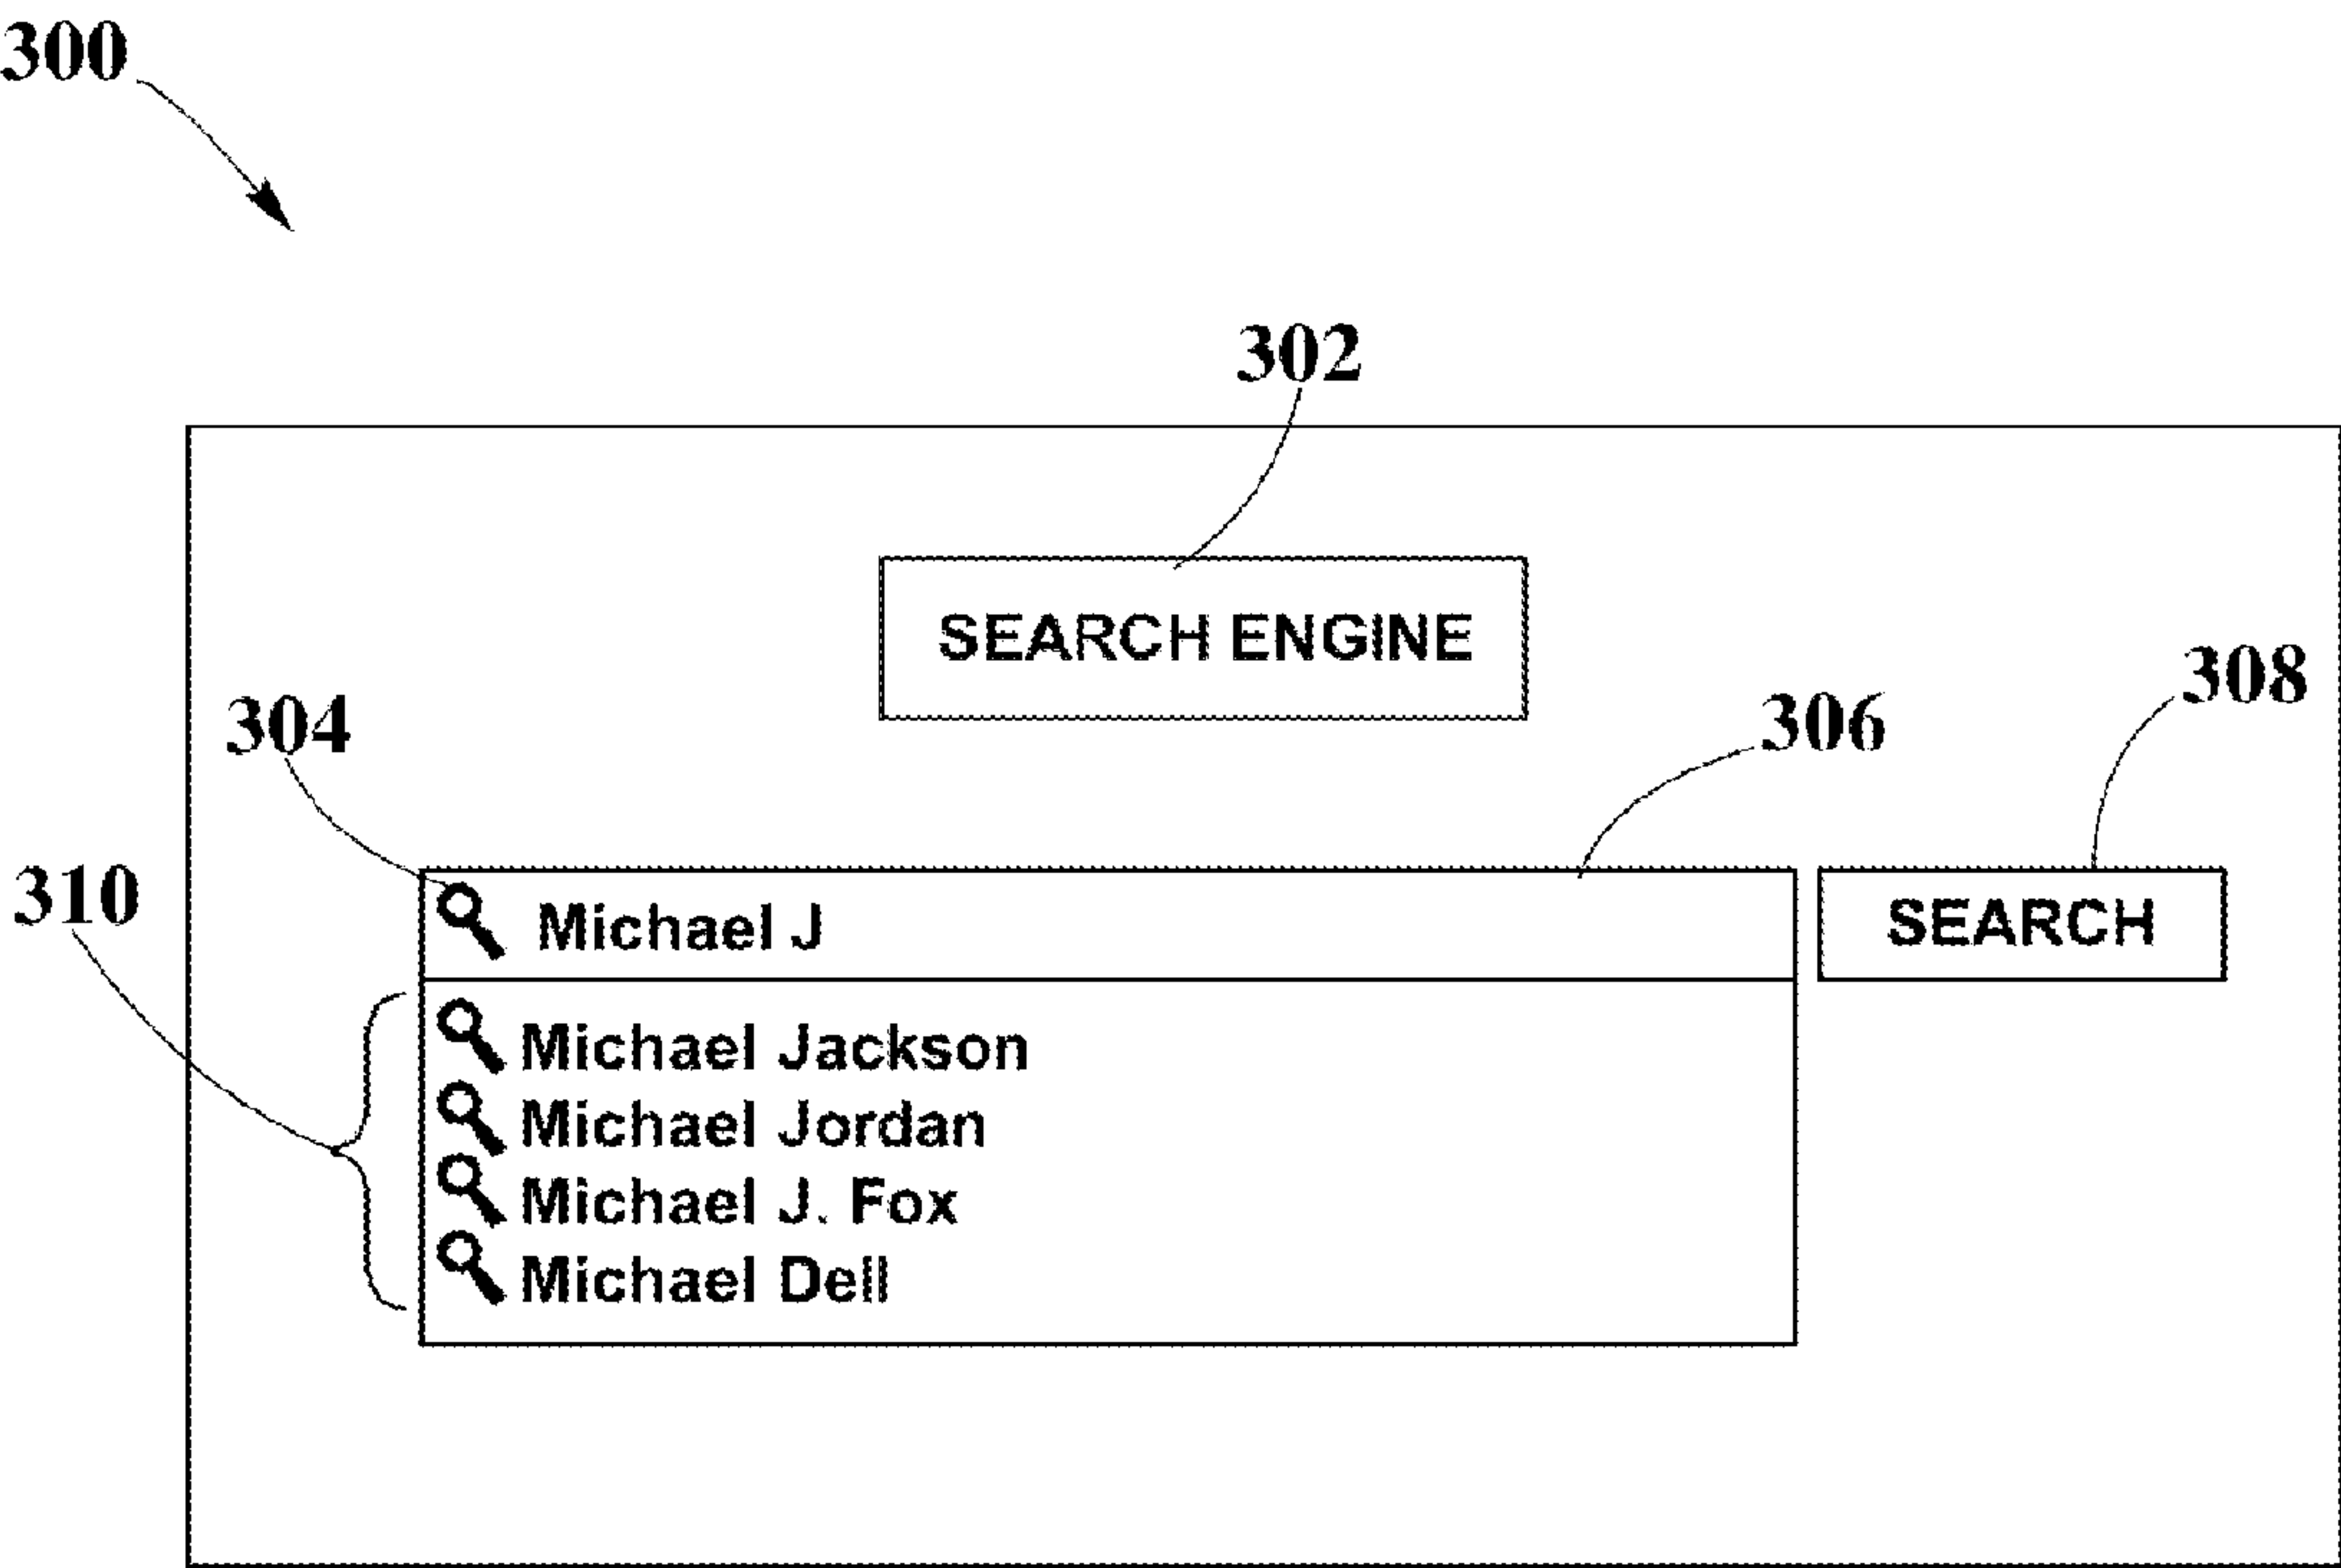 300
302
SEARCH ENGINE
304
306
308
310
Michael J
SEARCH
Michael Jackson
Michael Jordan
Michael J. Fox
Michael Dell